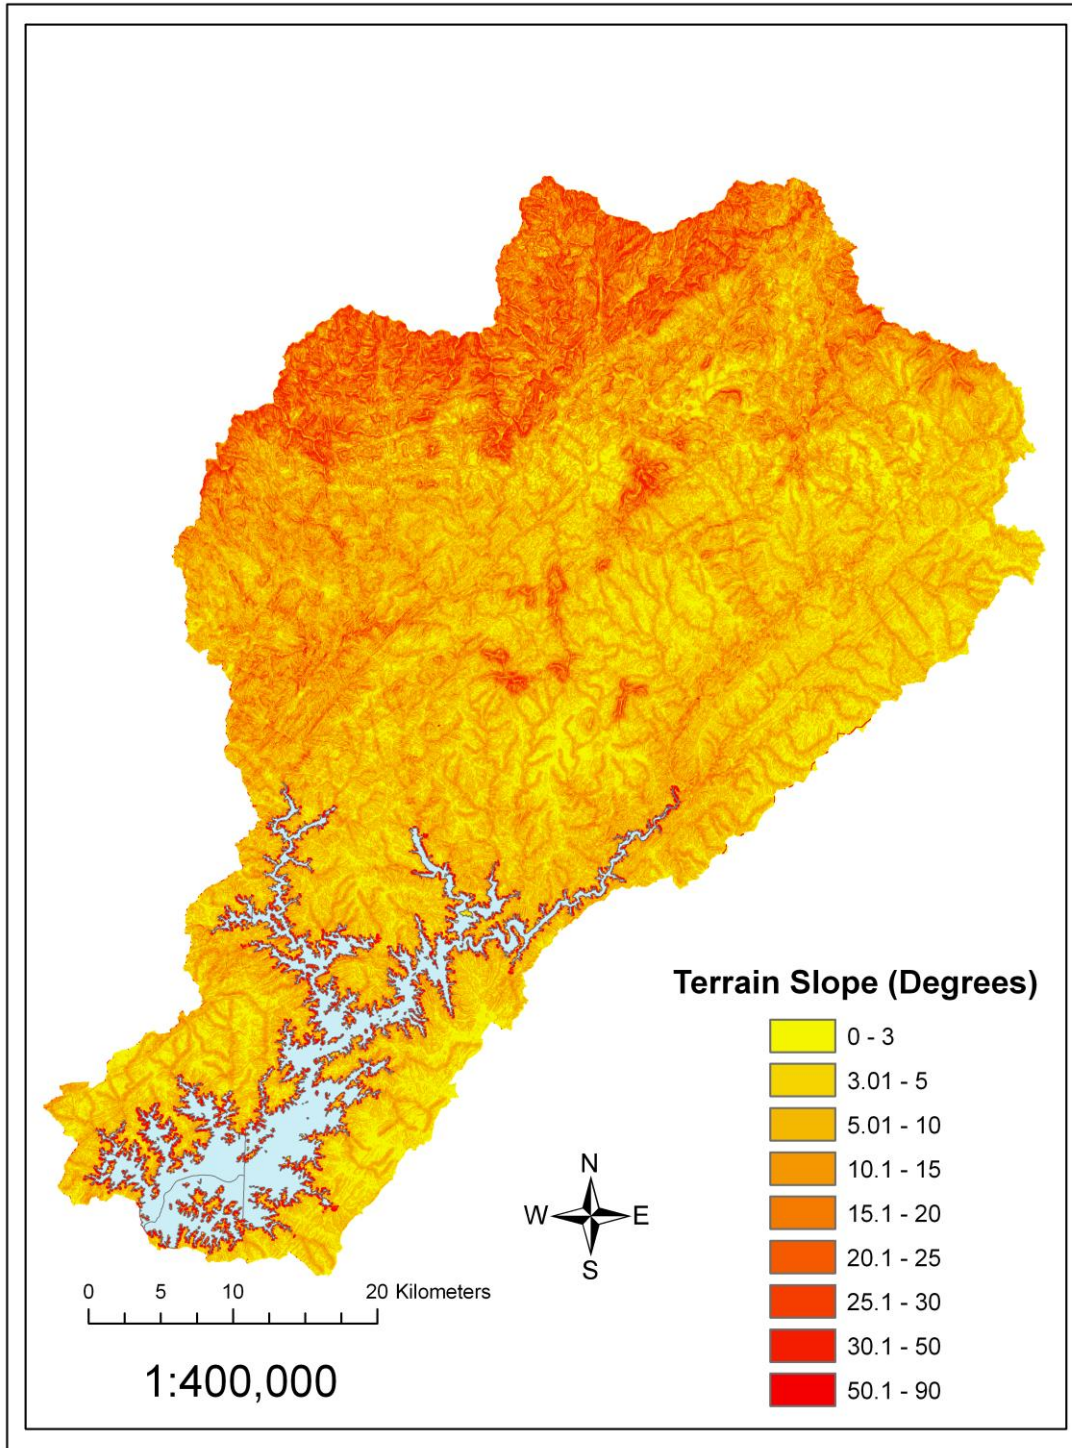 Terrain Slope (Degrees)
0 - 3
3.01 - 5
5.01 - 10
10.1 - 15
15.1 - 20
20.1 - 25
25.1 - 30
30.1 - 50
50.1 - 90
N
W E
S
0 5 10 20 Kilometers
1:400,000